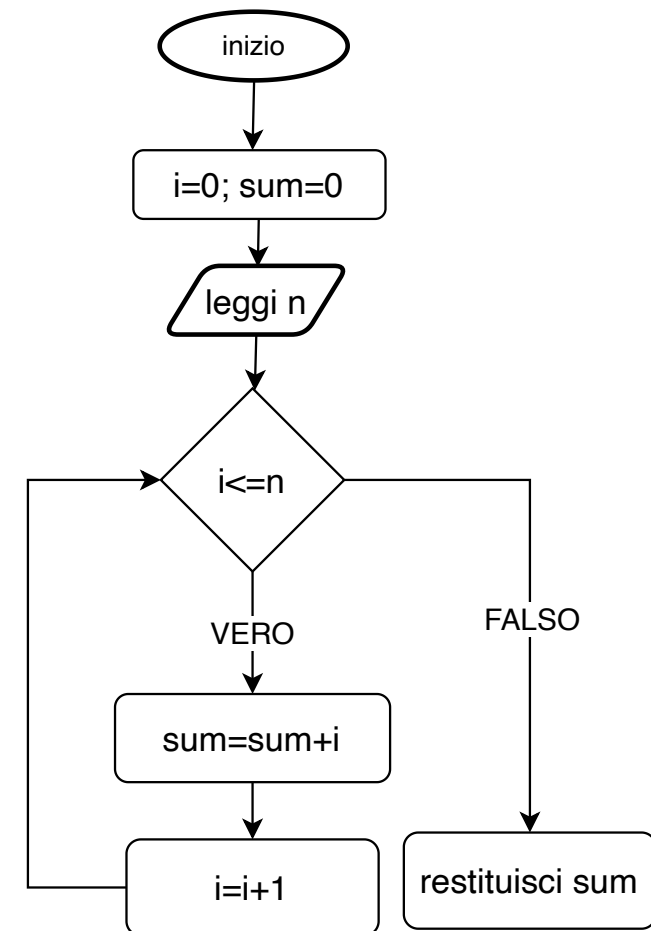 inizio
i=0; sum=0
leggi n
i<=n
VERO
FALSO
sum=sum+i
i=i+1
restituisci sum